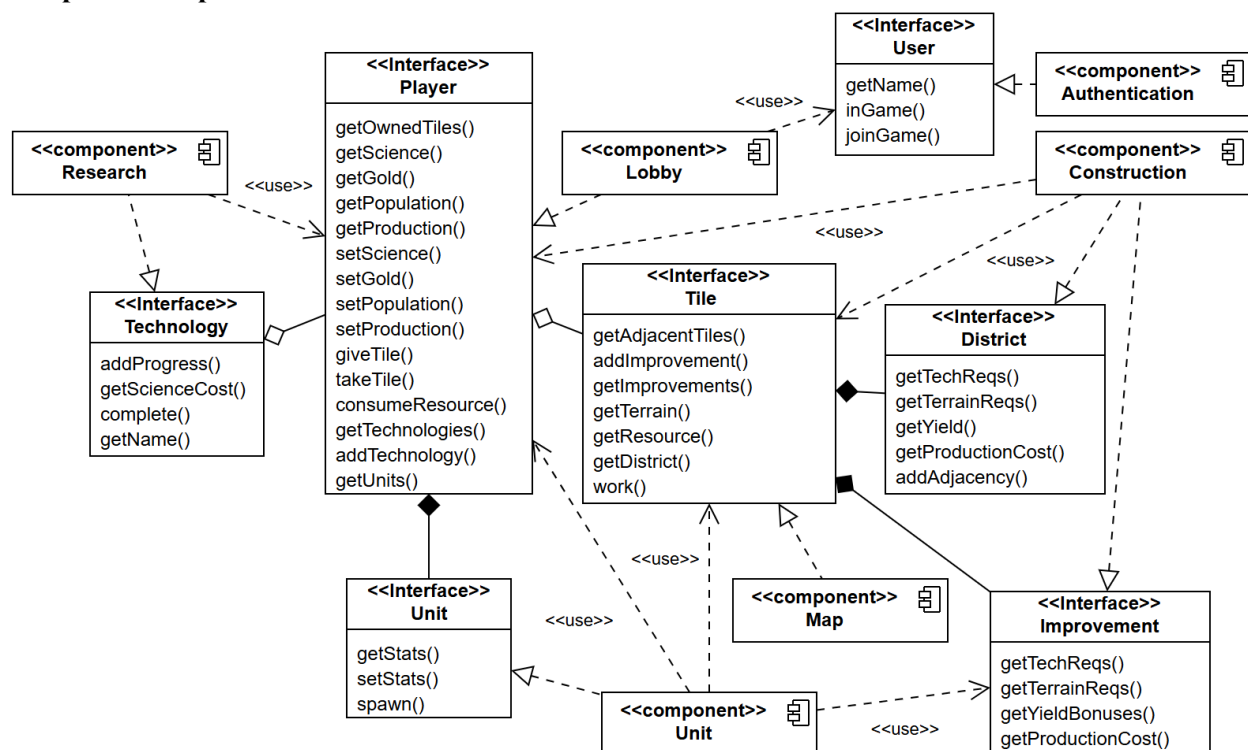 <<Interface>>
User
getName()
inGame()
joinGame()
<<component>>
Authentication
<<Interface>>
Player
getOwnedTiles()
getScience()
getGold()
getPopulation()
getProduction()
setScience()
setGold()
setPopulation()
setProduction()
giveTile()
takeTile()
consumeResource()
getTechnologies()
addTechnology()
getUnits()
<<use>>
<<component>>
Research
<<use>>
<<component>>
Lobby
<<component>>
Construction
<<use>>
<<use>>
<<Interface>>
Technology
addProgress()
getScienceCost()
complete()
getName()
<<Interface>>
Tile
getAdjacentTiles()
addImprovement()
getImprovements()
getTerrain()
getResource()
getDistrict()
work()
<<Interface>>
District
getTechReqs()
getTerrainReqs()
getYield()
getProductionCost()
addAdjacency()
<<use>>
<<use>>
<<Interface>>
Unit
getStats()
setStats()
spawn()
<<component>>
Map
<<Interface>>
Improvement
getTechReqs()
getTerrainReqs()
getYieldBonuses()
getProductionCost()
<<component>>
Unit
<<use>>